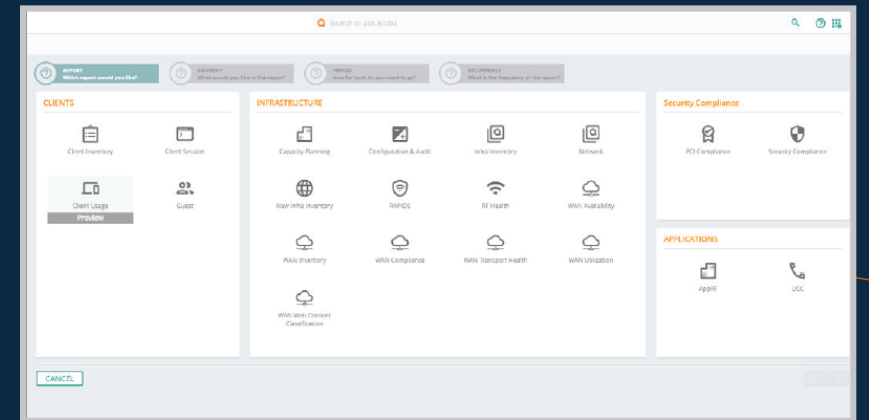 Search or ask Aruba
REPORT
Which report would you like?
CONTENT
What would you like in the report?
PERIOD
How far back do you want to go?
RECURRENCE
What is the frequency of the report?
CLIENTS
Client Inventory
Client Session
Client Usage
Preview
Guest
INFRASTRUCTURE
Capacity Planning
Configuration & Audit
Infra Inventory
Network
New Infra Inventory
RAPIDS
RF Health
WAN Availability
WAN Inventory
WAN Compliance
WAN Transport Health
WAN Utilization
WAN Web Content
Classification
Security Compliance
PCI Compliance
Security Compliance
APPLICATIONS
AppRF
UCC
CANCEL